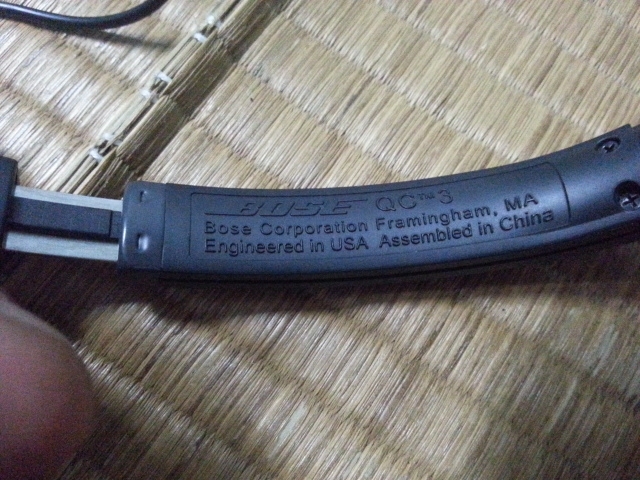 BOSE QC™3
Bose Corporation Framingham, MA
Engineered in USA Assembled in China